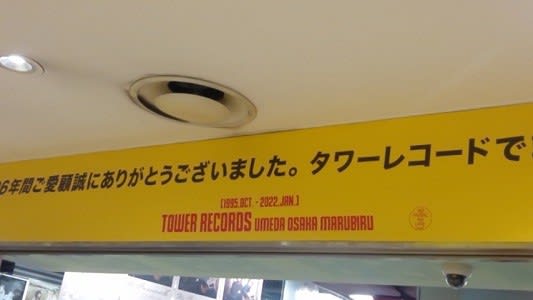 6年間ご愛顧誠にありがとうございました。タワーレコードで
[1995.OCT. - 2022.JAN.]
TOWER RECORDS UMEDA OSAKA MARUBIRU